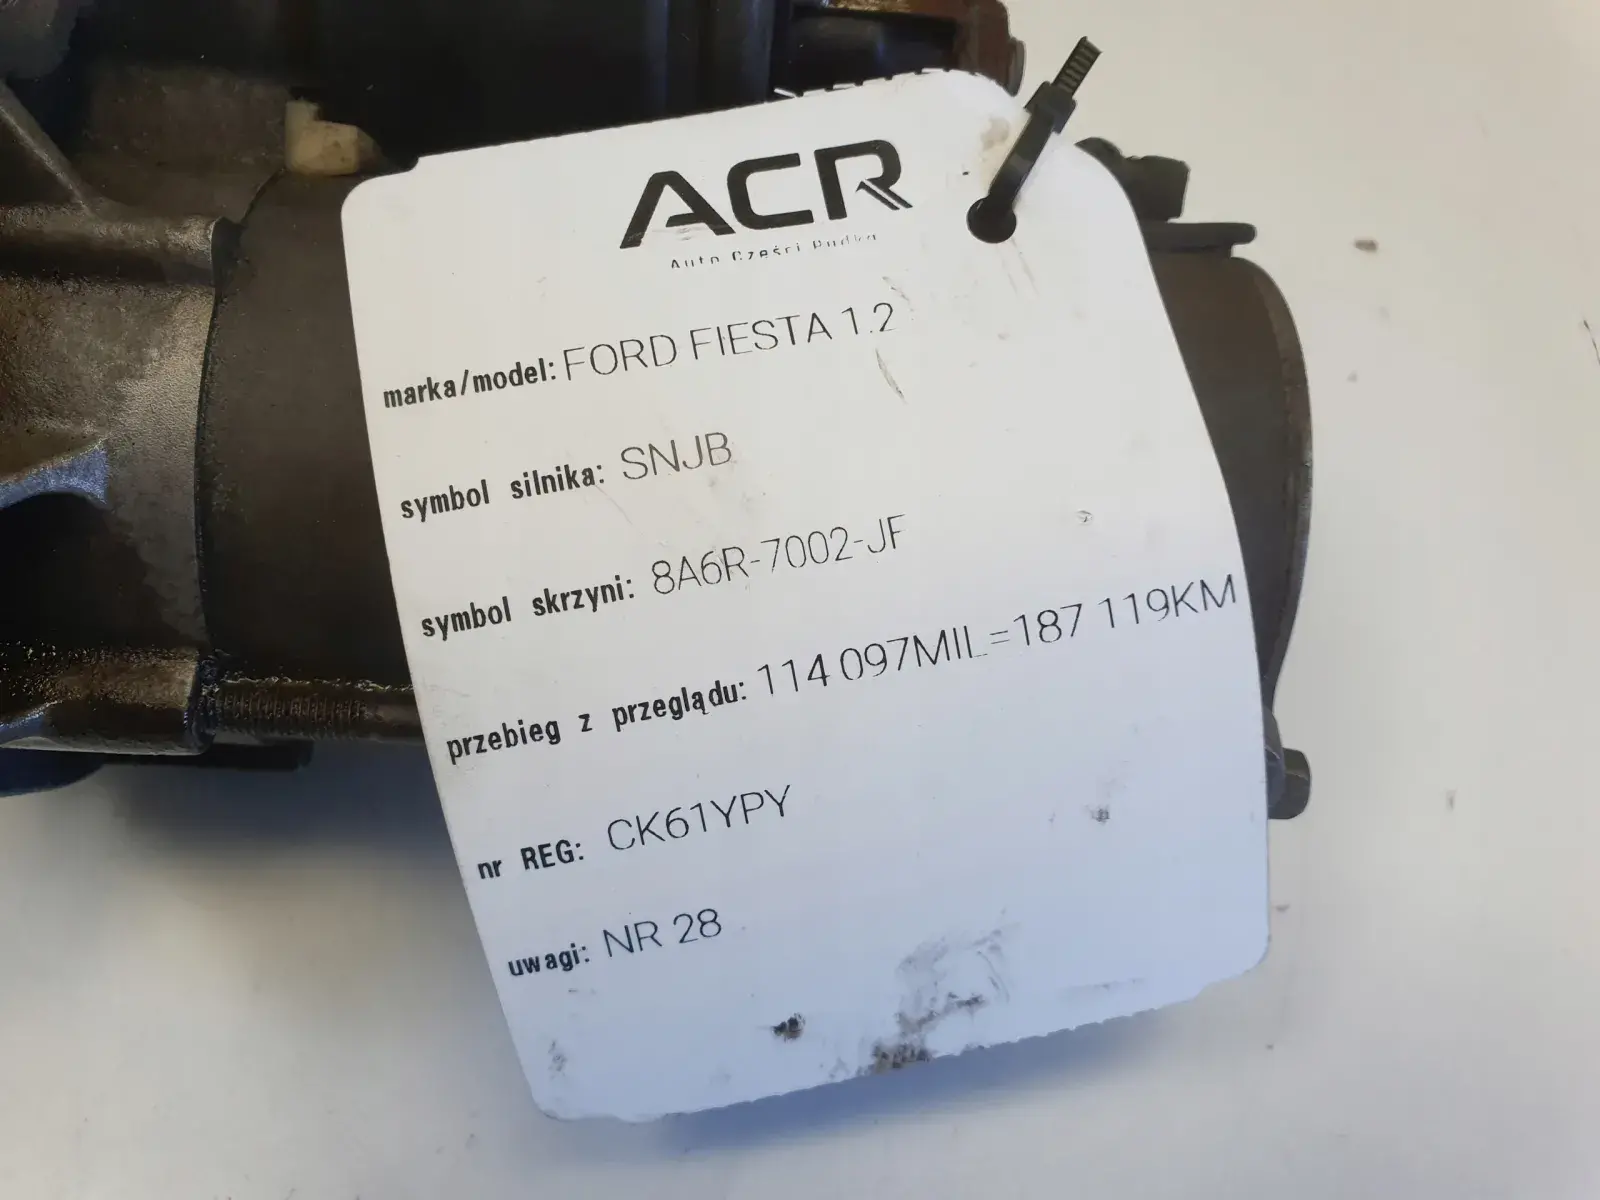 ACR
Auto Części Rudka
marka/model: FORD FIESTA 1.2
symbol silnika: SNJB
symbol skrzyni: 8A6R-7002-JF
przebieg z przeglądu: 114 097MIL=187 119KM
nr REG: CK61YPY
uwagi: NR 28